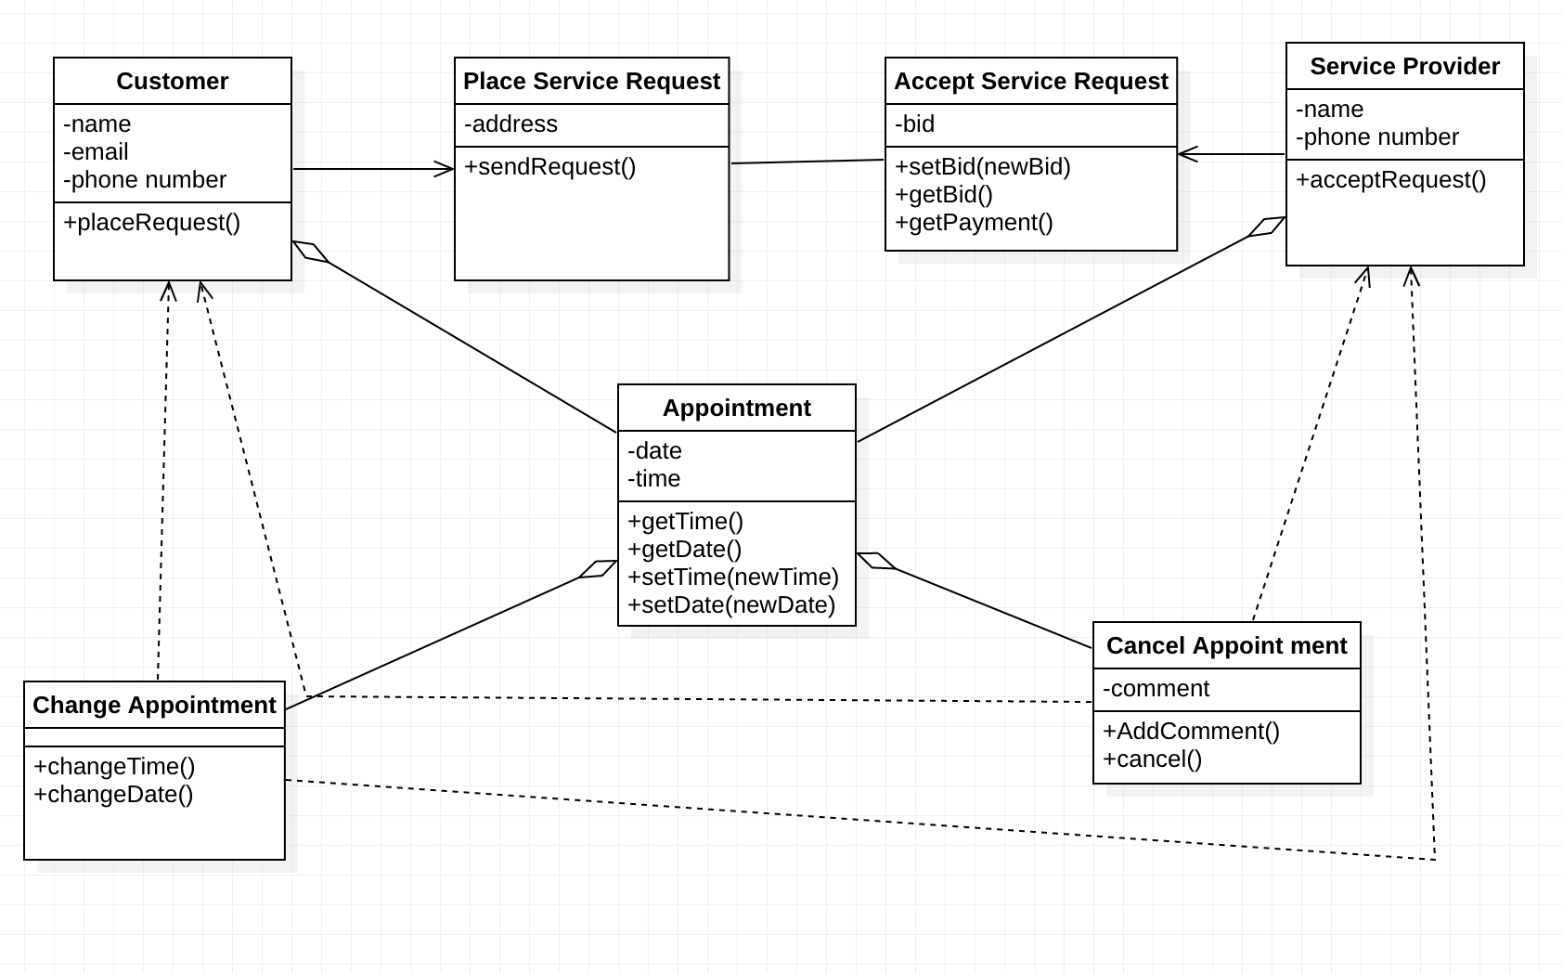 Customer
-name
-email
-phone number
+placeRequest()
Place Service Request
-address
+sendRequest()
Accept Service Request
-bid
+setBid(newBid)
+getBid()
+getPayment()
Service Provider
-name
-phone number
+acceptRequest()
Appointment
-date
-time
+getTime()
+getDate()
+setTime(newTime)
+setDate(newDate)
Change Appointment
+changeTime()
+changeDate()
Cancel Appoint ment
-comment
+AddComment()
+cancel()